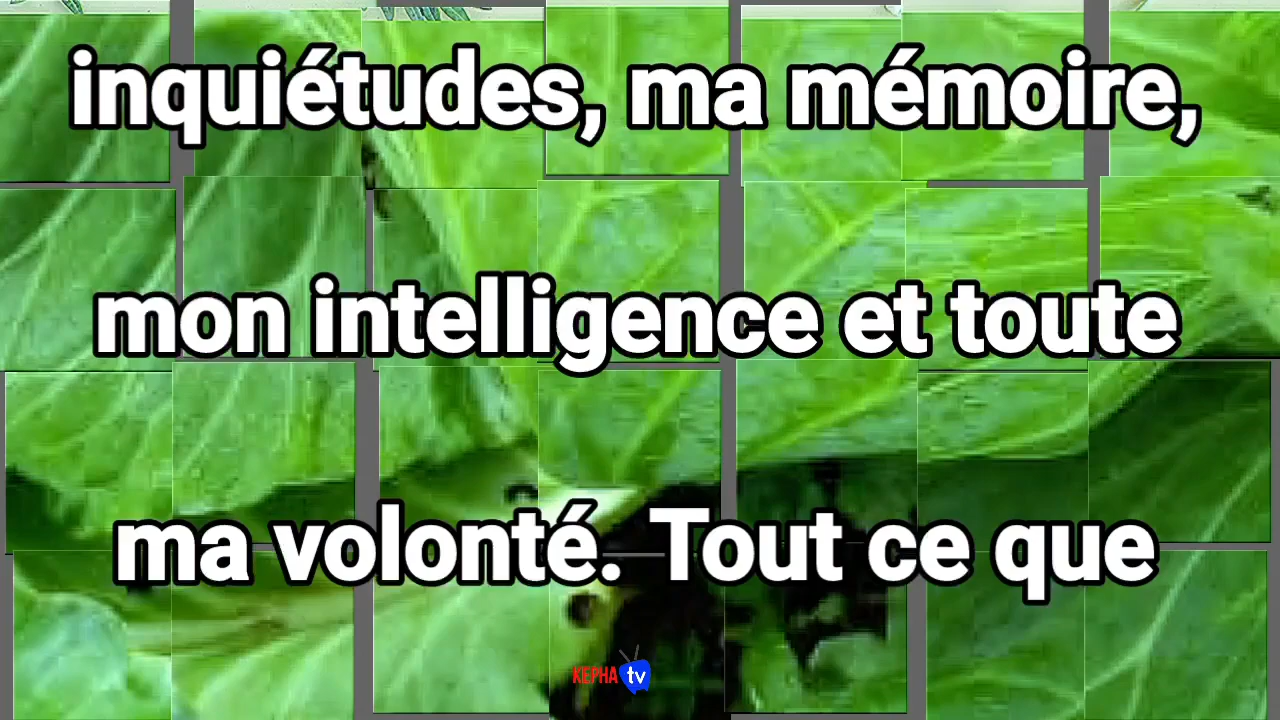 inquiétudes, ma mémoire,
mon intelligence et toute
ma volonté. Tout ce que
KEPHA tv